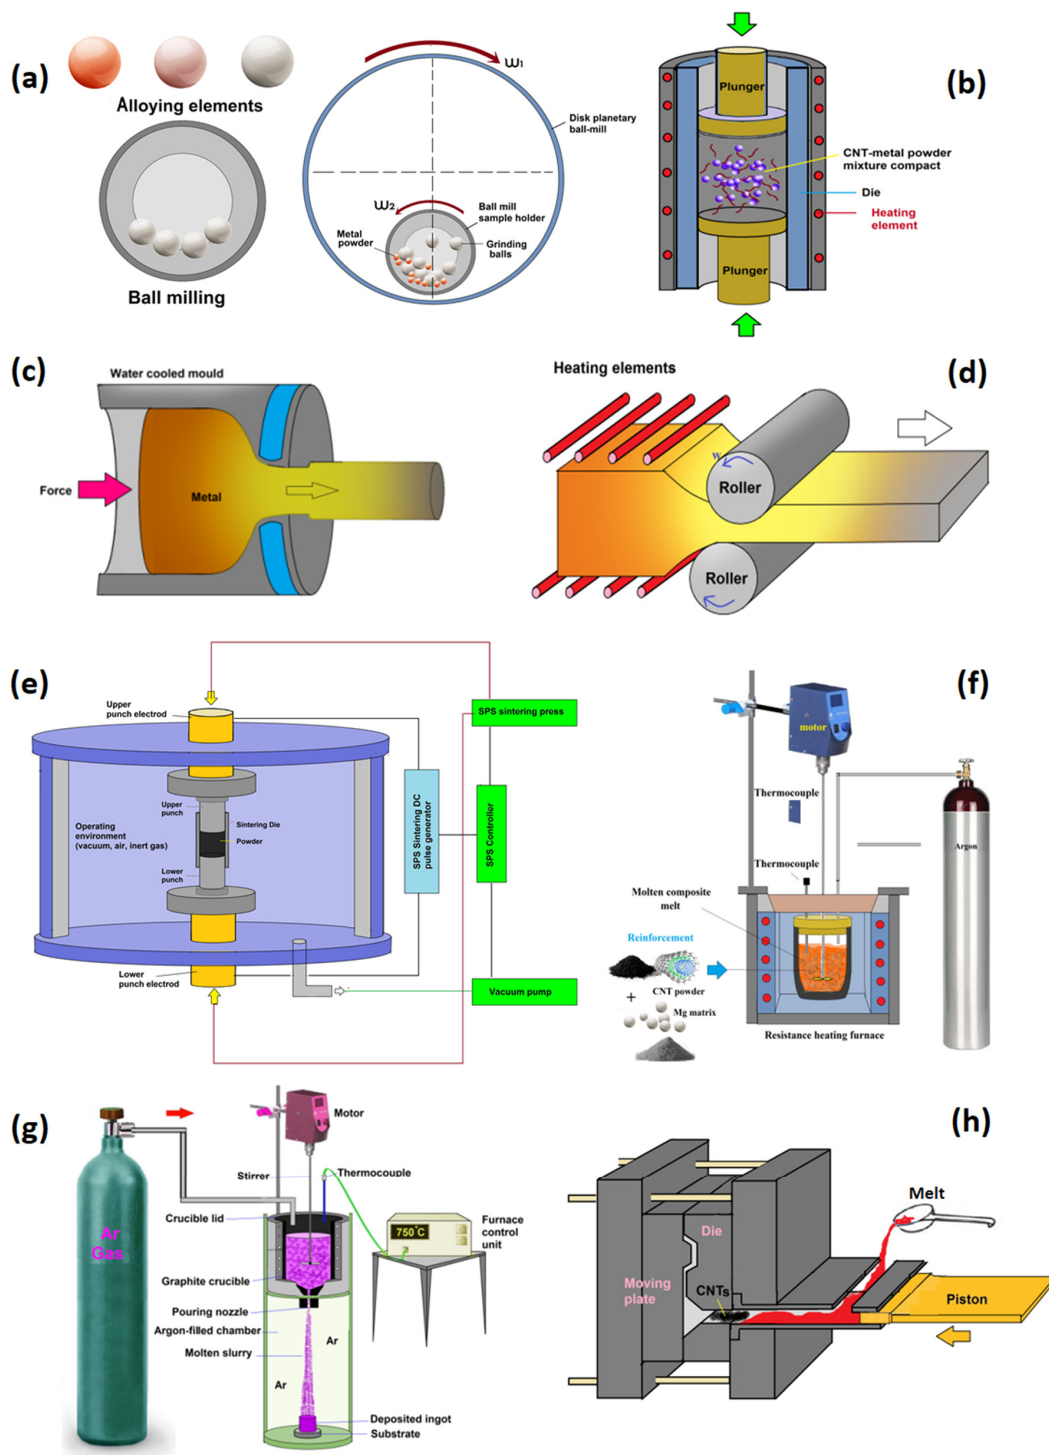 (a)
Alloying elements
Ball milling
ω1
Disk planetary
ball-mill
ω2
Ball mill
sample holder
Metal
powder
Grinding
balls
(b)
Plunger
CNT-metal powder
mixture compact
Die
Heating
element
Plunger
(c)
Water cooled mould
Force
Metal
(d)
Heating elements
w
Roller
Roller
(e)
Upper
punch electrod
SPS sintering press
Upper
punch
Sintering Die
Powder
Operating
environment
(vacuum, air, inert gas)
Lower
punch
SPS Sintering DC
pulse generator
SPS Controller
Lower
punch electrod
Vacuum pump
(f)
motor
Thermocouple
Thermocouple
Argon
Molten composite
melt
Reinforcement
CNT powder
+
Mg matrix
Resistance heating furnace
(g)
Motor
Stirrer
Thermocouple
Crucible lid
750°C
Furnace
control
unit
Ar
Gas
Graphite crucible
Pouring nozzle
Argon-filled chamber
Ar
Molten slurry
Ar
Deposited ingot
Substrate
(h)
Melt
Die
Moving
plate
CNTs
Piston